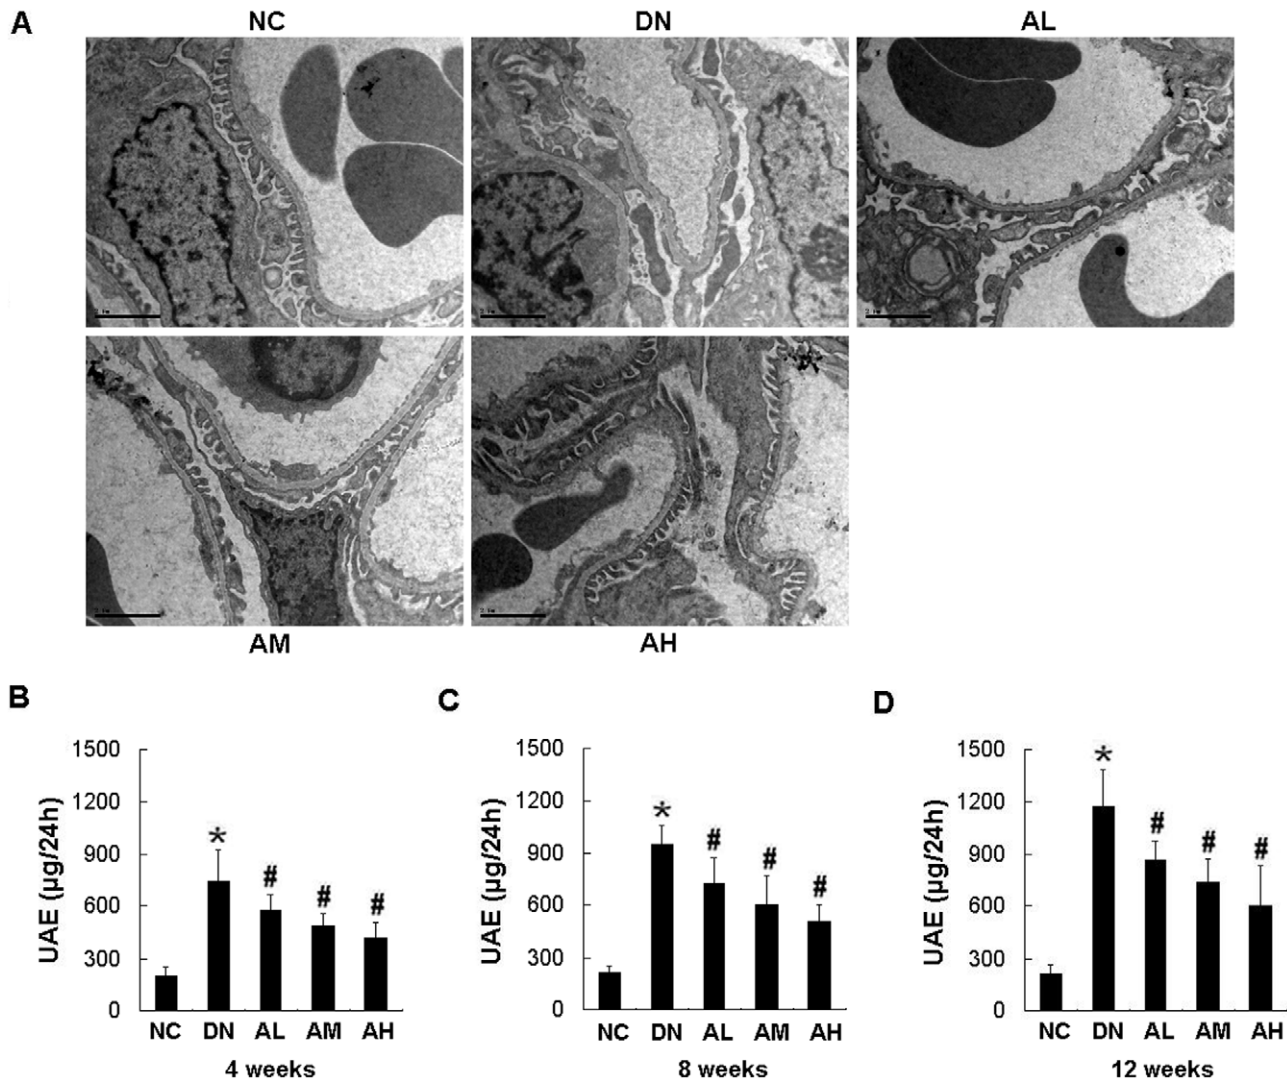 A
NC DN AL
AM AH
B
1500
1200
900
600
300
0
UAE (µg/24h)
*
#
#
#
NC DN AL AM AH
4 weeks
C
1500
1200
900
600
300
0
UAE (µg/24h)
*
#
#
#
NC DN AL AM AH
8 weeks
D
1500
1200
900
600
300
0
UAE (µg/24h)
*
#
#
#
NC DN AL AM AH
12 weeks